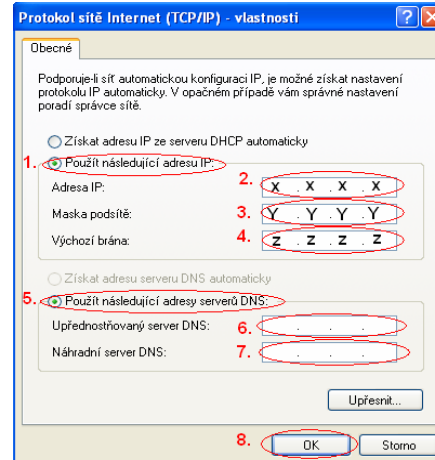 Protokol sítě Internet (TCP/IP) - vlastnosti
Obecné
Podporuje-li síť automatickou konfiguraci IP, je možné získat nastavení
protokolu IP automaticky. V opačném případě vám správné nastavení
poradí správce sítě.
Získat adresu IP ze serveru DHCP automaticky
1. Použít následující adresu IP:
Adresa IP: 2. x . x . x . x
Maska podsítě: 3. Y . Y . Y . Y
Výchozí brána: 4. z . z . z . z
Získat adresu serveru DNS automaticky
5. Použít následující adresy serverů DNS:
Upřednostňovaný server DNS: 6. . . .
Náhradní server DNS: 7. . . .
Upřesnit...
8. OK Storno